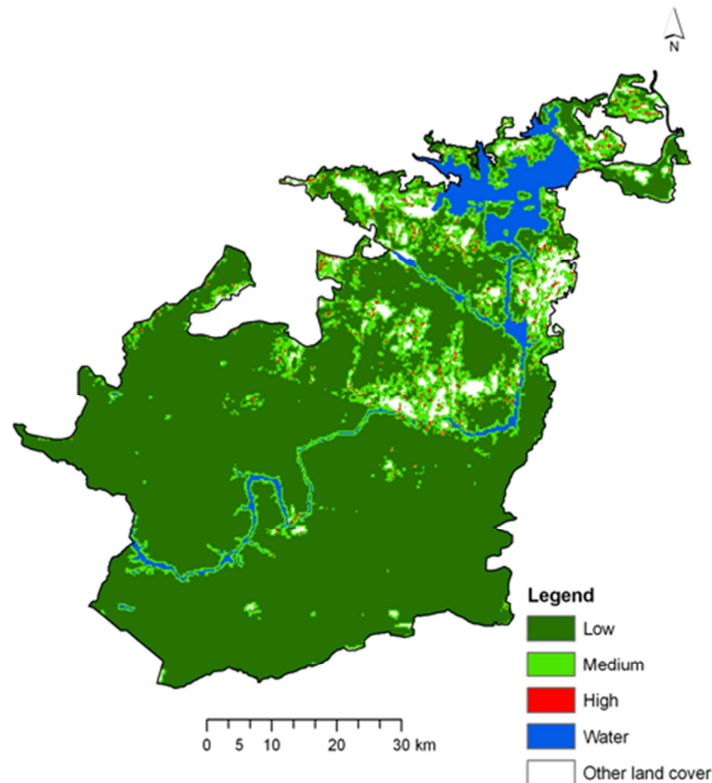 N
Legend
Low
Medium
High
Water
Other land cover
0 5 10 20 30 km